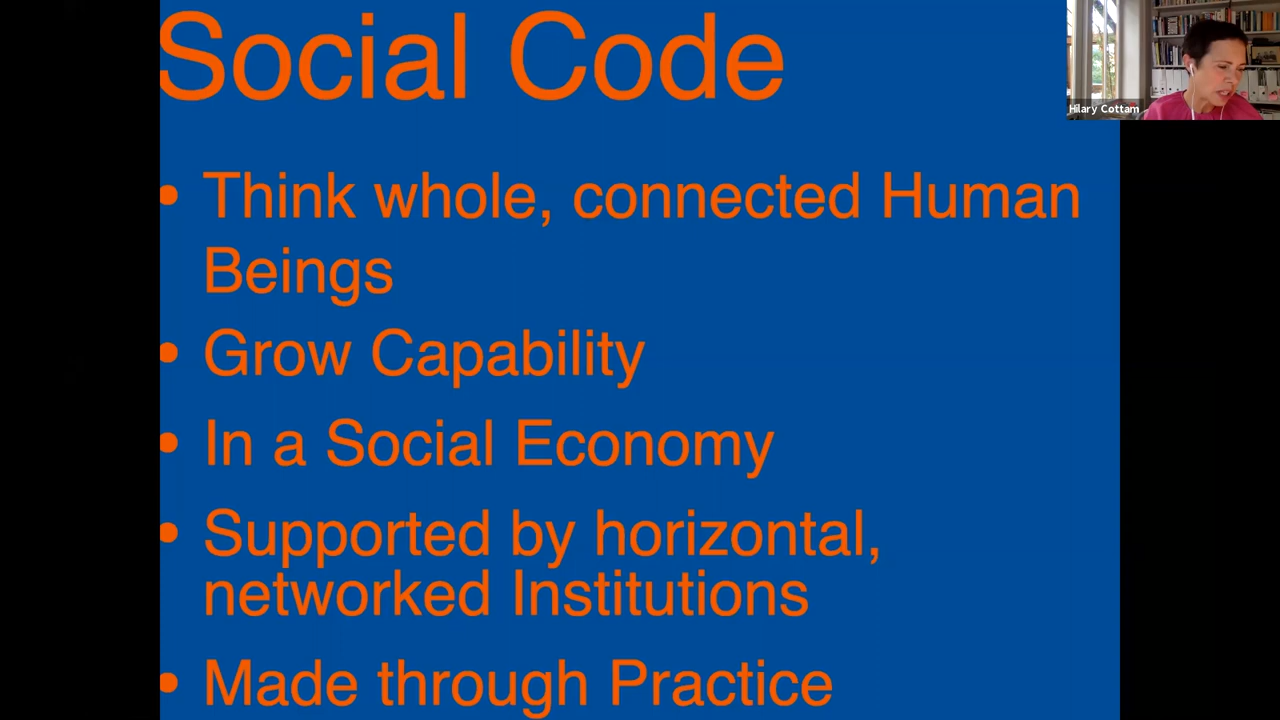 Social Code
Hilary Cottam
• Think whole, connected Human
Beings
• Grow Capability
• In a Social Economy
• Supported by horizontal,
networked Institutions
• Made through Practice